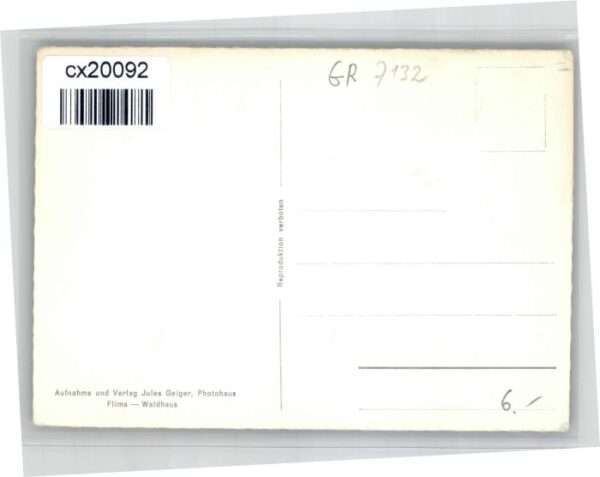 cx20092
GR 7132
Reproduktion verboten
Aufnahme und Verlag Jules Geiger, Photohaus
Flims — Waldhaus
6.-